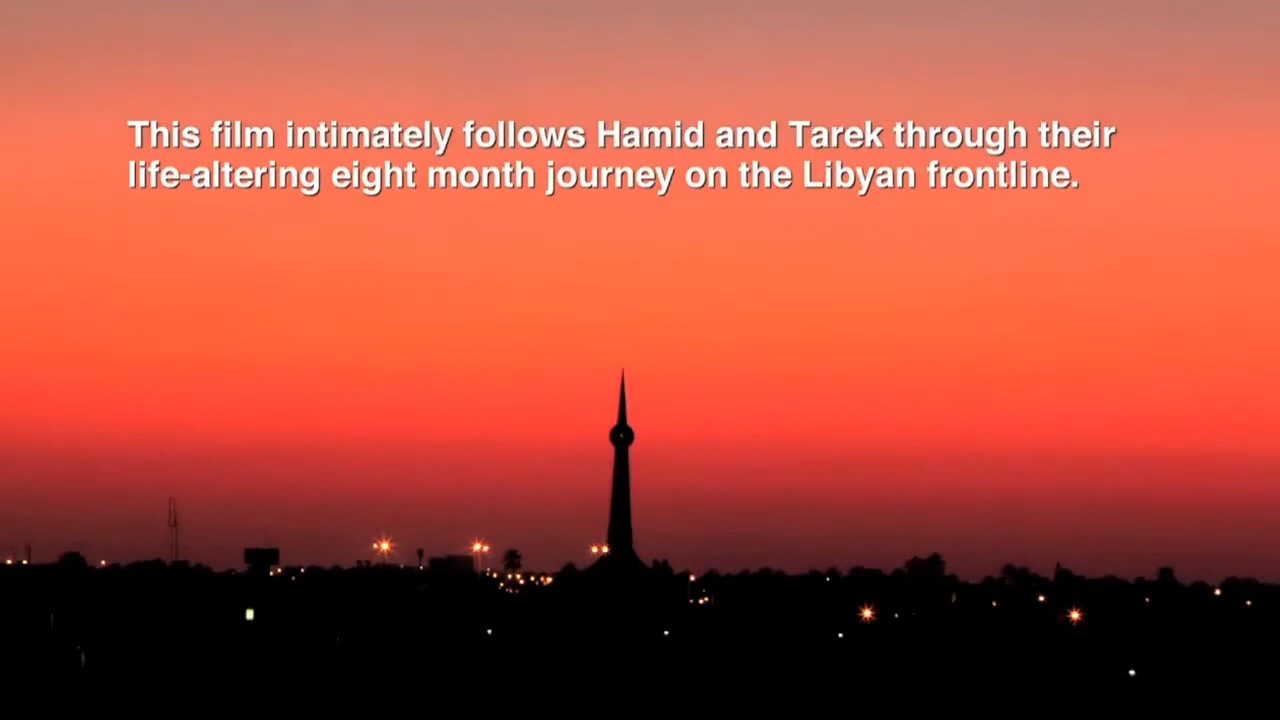 This film intimately follows Hamid and Tarek through their
life-altering eight month journey on the Libyan frontline.